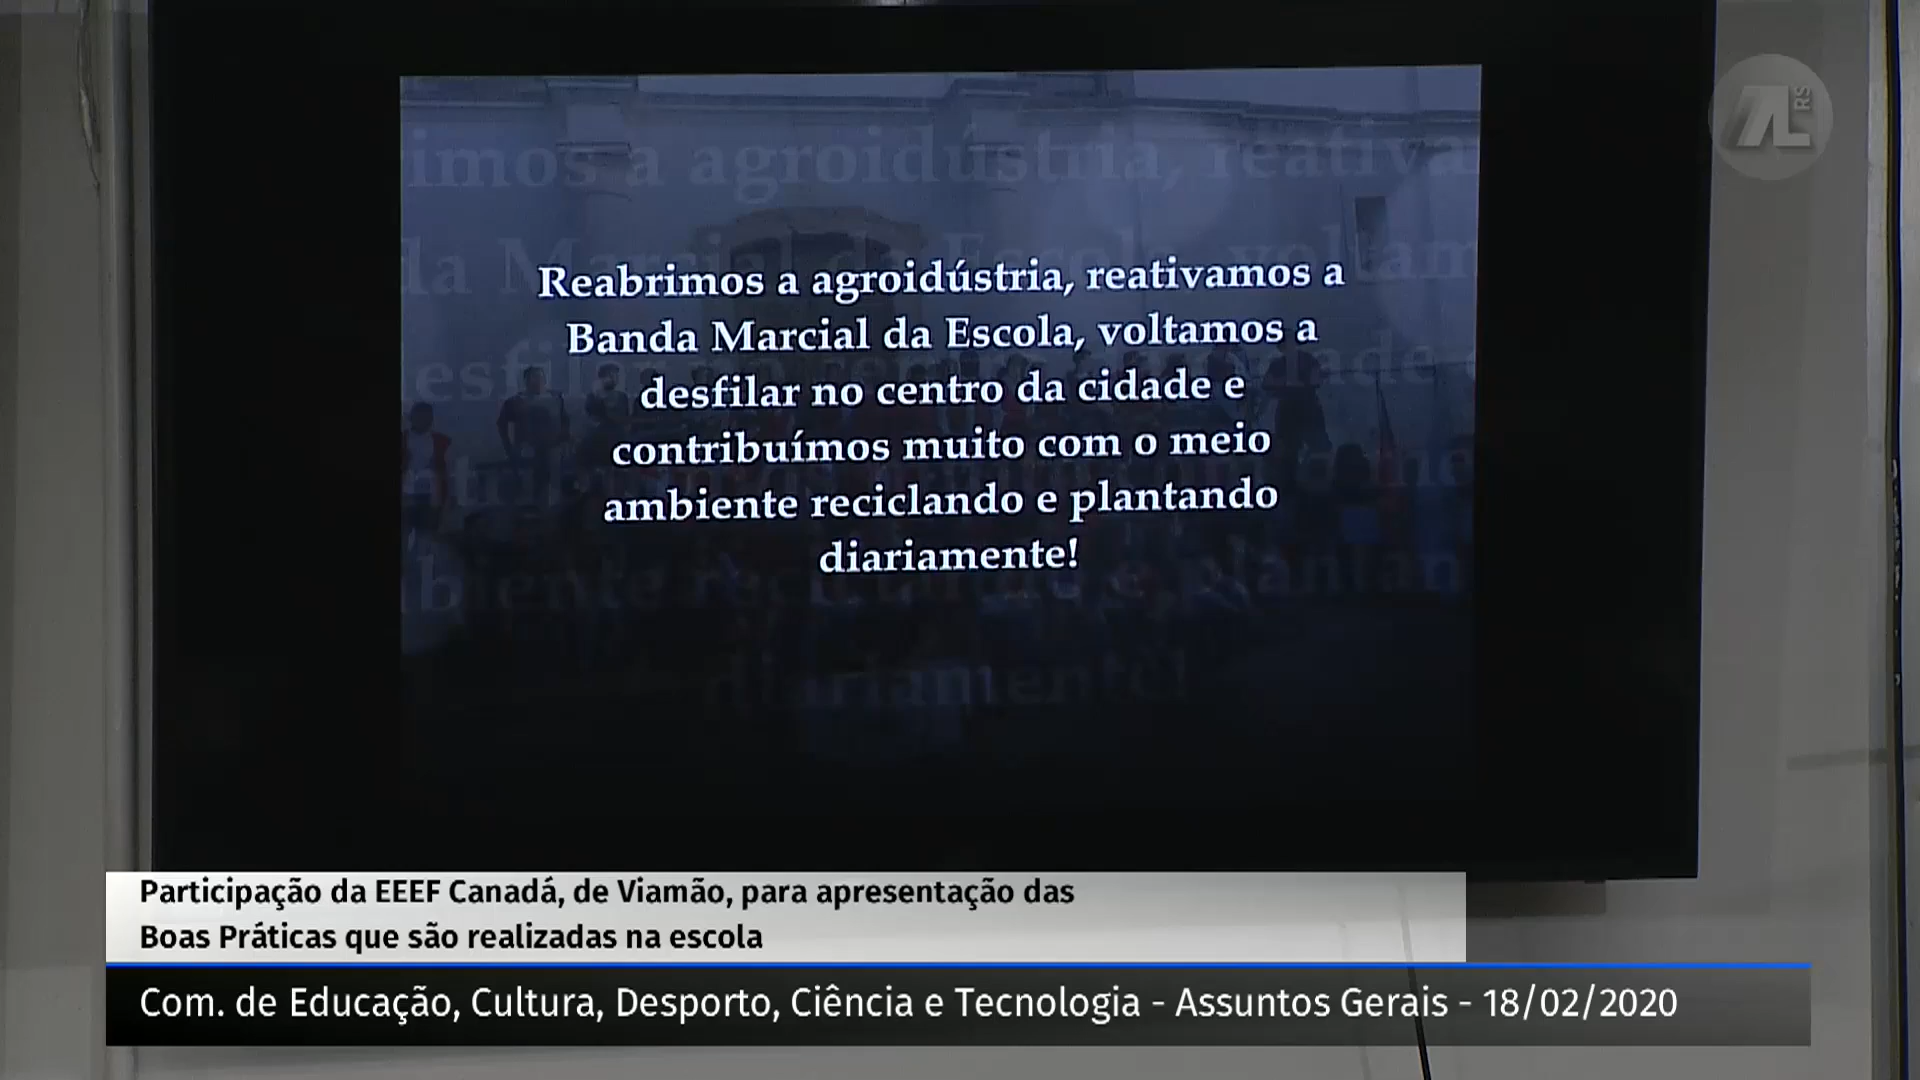 Reabrimos a agroidústria, reativamos a
Banda Marcial da Escola, voltamos a
desfilar no centro da cidade e
contribuímos muito com o meio
ambiente reciclando e plantando
diariamente!
RS
Participação da EEEF Canadá, de Viamão, para apresentação das
Boas Práticas que são realizadas na escola
Com. de Educação, Cultura, Desporto, Ciência e Tecnologia - Assuntos Gerais - 18/02/2020